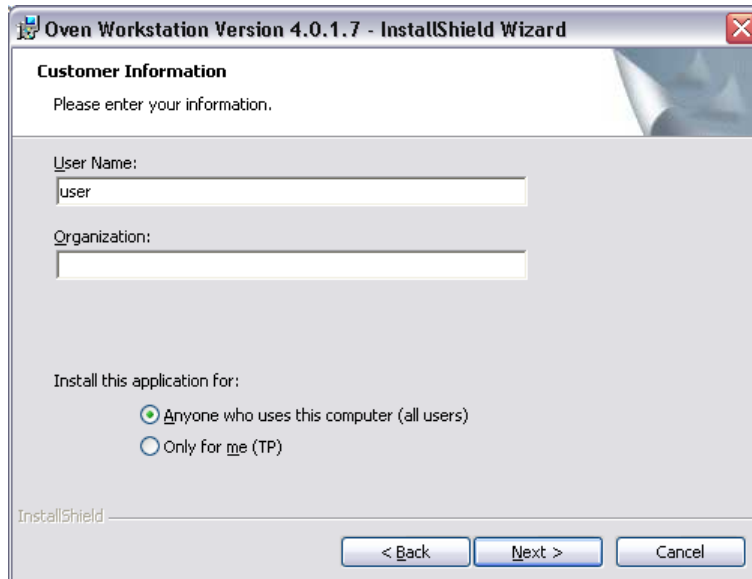 Oven Workstation Version 4.0.1.7 - InstallShield Wizard
Customer Information
Please enter your information.
User Name:
user
Organization:
Install this application for:
Anyone who uses this computer (all users)
Only for me (TP)
InstallShield
< Back Next > Cancel